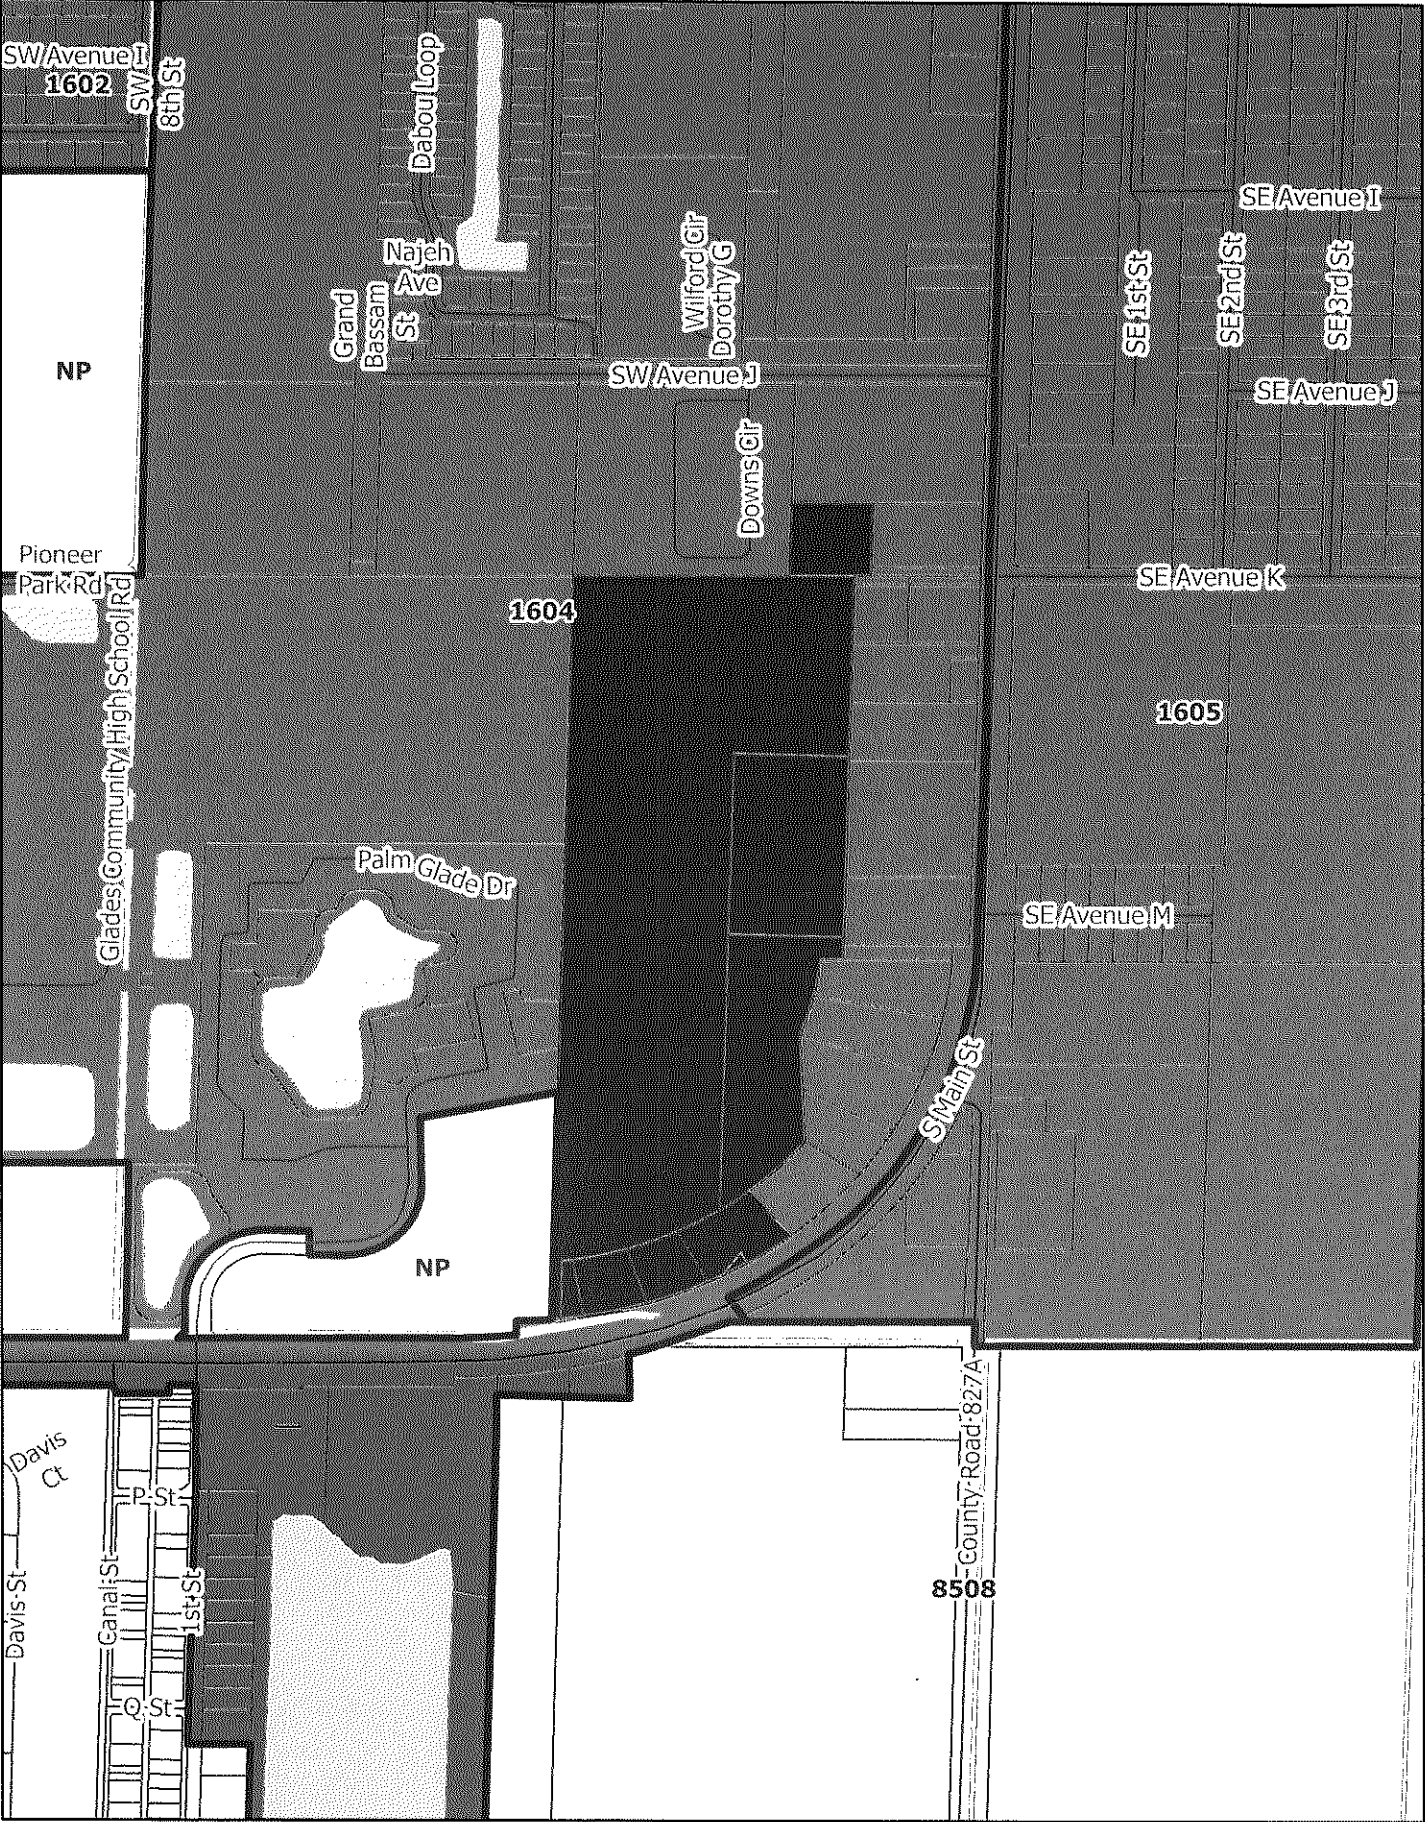 SW Avenue I
1602
SW
8th St
Dabou Loop
SE Avenue I
Najeh
Ave
Grand
Bassam
St
Wilford Cir
Dorothy G
SE 1st St
SE 2nd St
SE 3rd St
NP
SW Avenue J
SE Avenue J
Downs Cir
Pioneer
Park Rd
SE Avenue K
1604
Glades Community High School Rd
1605
Palm Glade Dr
SE Avenue M
S Main St
NP
County Road 827A
Davis
Ct
P St
Davis St
Canal St
1st St
8508
Q St